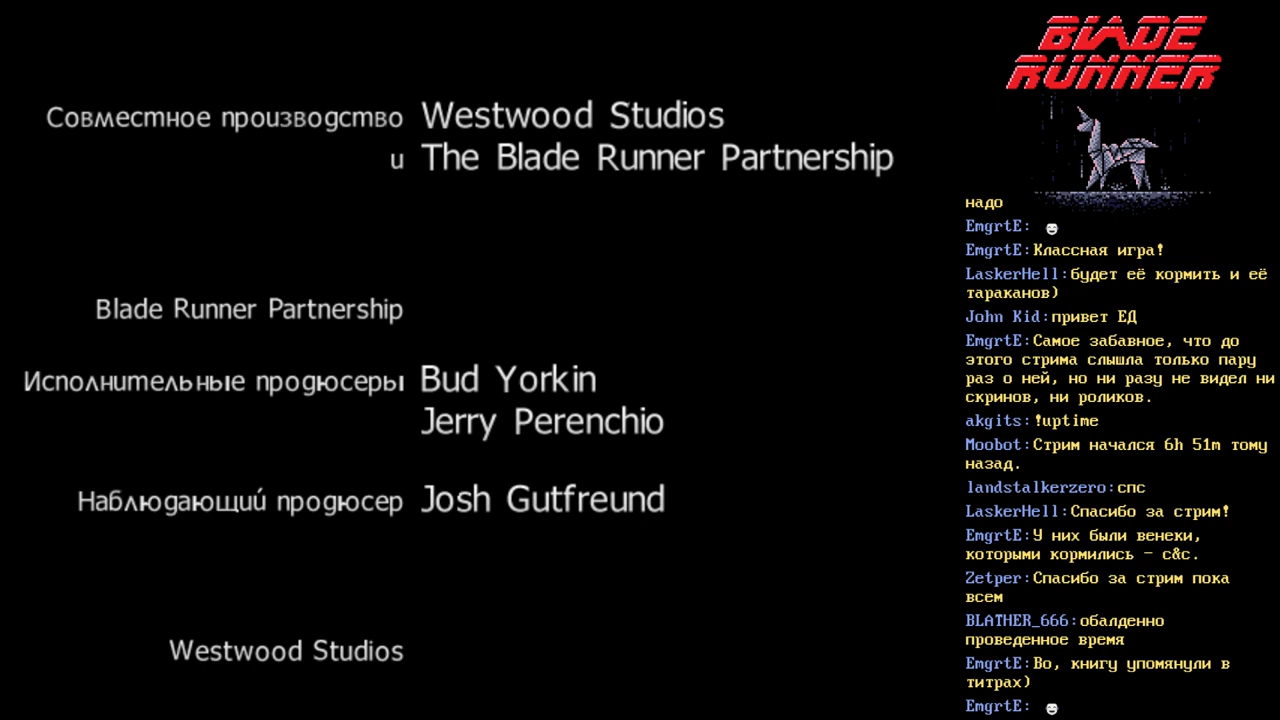 Совместное производство Westwood Studios
и The Blade Runner Partnership
Blade Runner Partnership
Исполнительные продюсеры Bud Yorkin
Jerry Perenchio
Наблюдающий продюсер Josh Gutfreund
Westwood Studios
BLADE
RUNNER
надо
EmgrtE:
EmgrtE:Классная игра!
LaskerHell:будет её кормить и её
тараканов)
John Kid:привет ЕД
EmgrtE:Самое забавное, что до
этого стрима слышла только пару
раз о ней, но ни разу не видел ни
скринов, ни роликов.
akgits:!uptime
Moobot:Стрим начался 6h 51m тому
назад.
landstalkerzero:спс
LaskerHell:Спасибо за стрим!
EmgrtE:У них были венеки,
которыми кормились - c&c.
Zetper:Спасибо за стрим пока
всем
BLATHER_666:обалденно
проведенное время
EmgrtE:Во, книгу упомянули в
титрах)
EmgrtE: